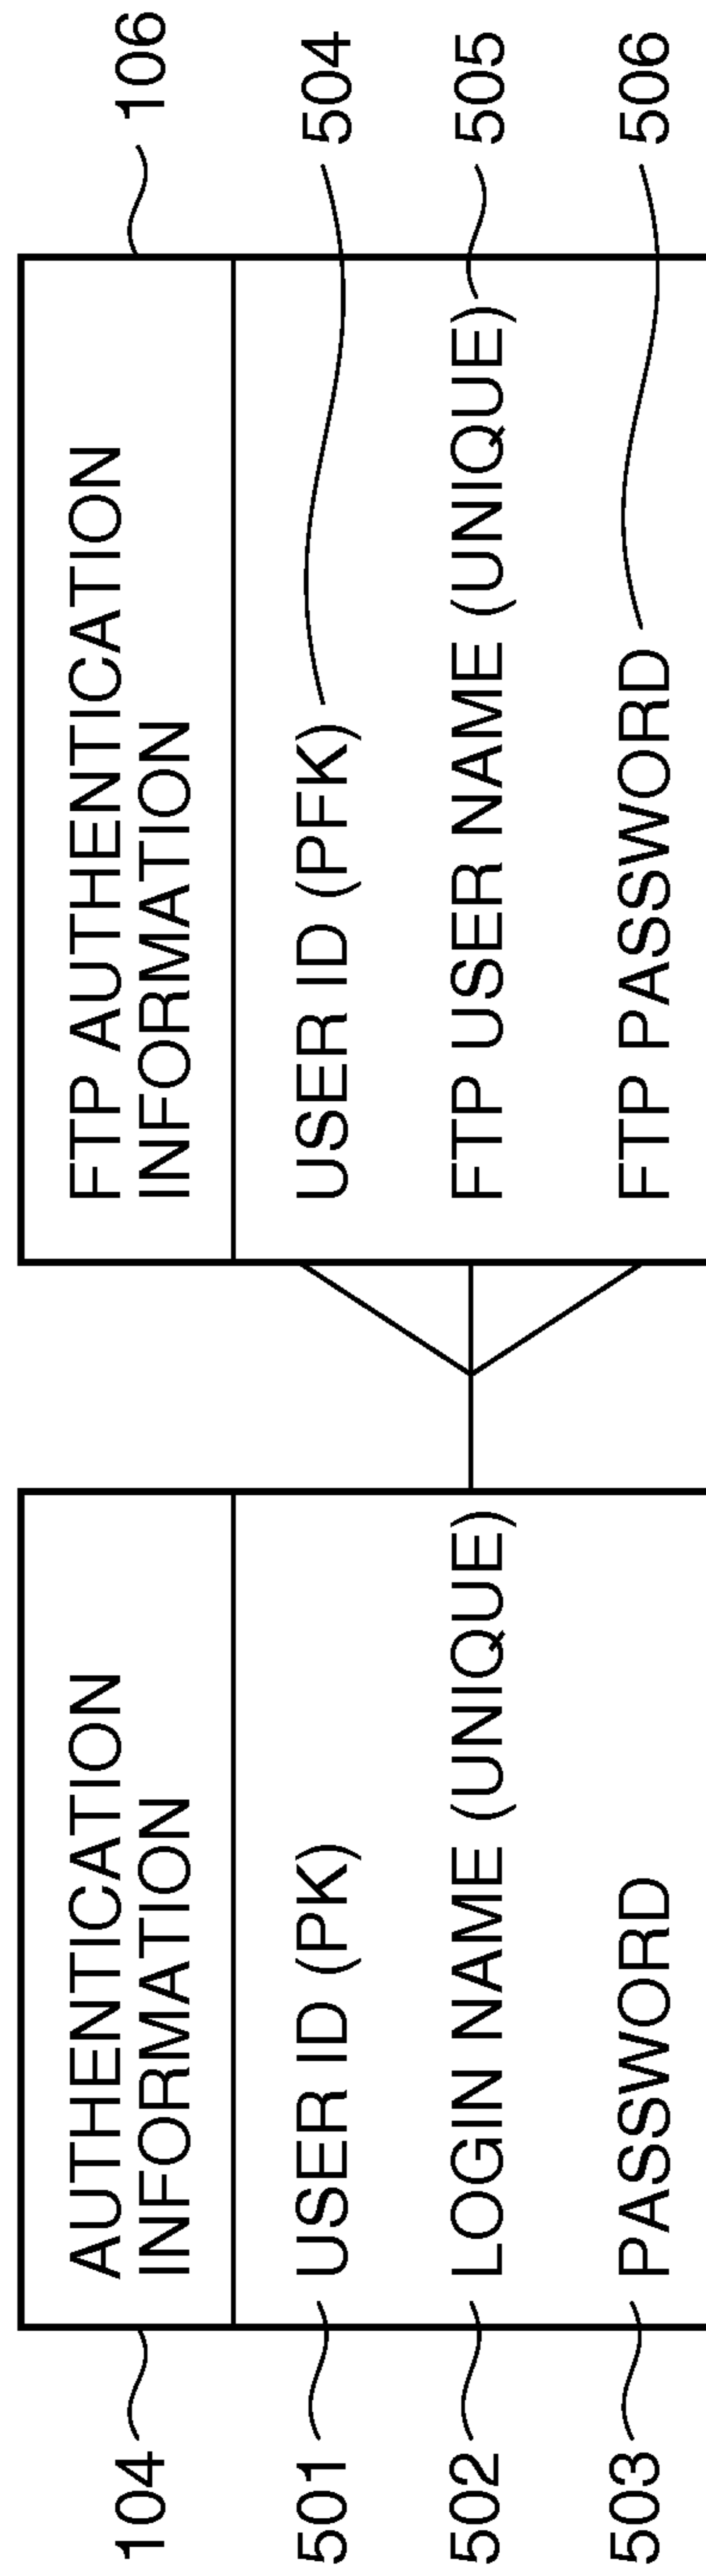 104
AUTHENTICATION
INFORMATION
501
USER ID (PK)
502
LOGIN NAME (UNIQUE)
503
PASSWORD
FTP AUTHENTICATION
INFORMATION
106
USER ID (PFK)
504
FTP USER NAME (UNIQUE)
505
FTP PASSWORD
506